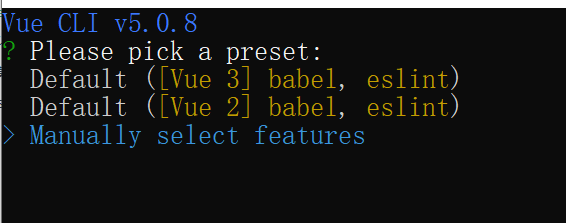 Vue CLI v5.0.8
? Please pick a preset:
Default ([Vue 3] babel, eslint)
Default ([Vue 2] babel, eslint)
> Manually select features